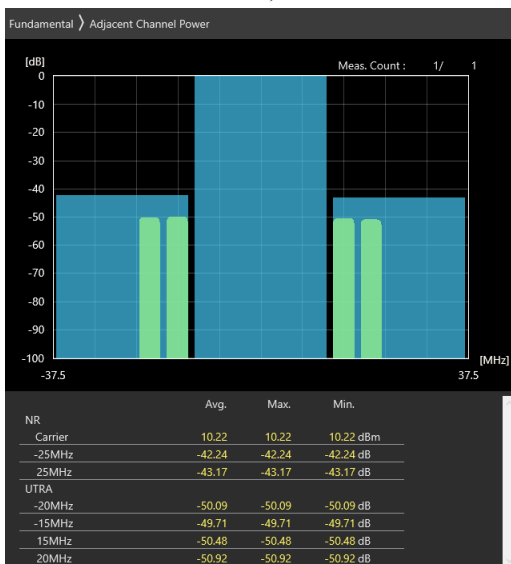 Fundamental 〉 Adjacent Channel Power
[dB] Meas. Count : 1/ 1
0
-10
-20
-30
-40
-50
-60
-70
-80
-90
-100 [MHz]
-37.5 37.5
Avg. Max. Min.
NR
Carrier 10.22 10.22 10.22 dBm
-25MHz -42.24 -42.24 -42.24 dB
25MHz -43.17 -43.17 -43.17 dB
UTRA
-20MHz -50.09 -50.09 -50.09 dB
-15MHz -49.71 -49.71 -49.71 dB
15MHz -50.48 -50.48 -50.48 dB
20MHz -50.92 -50.92 -50.92 dB